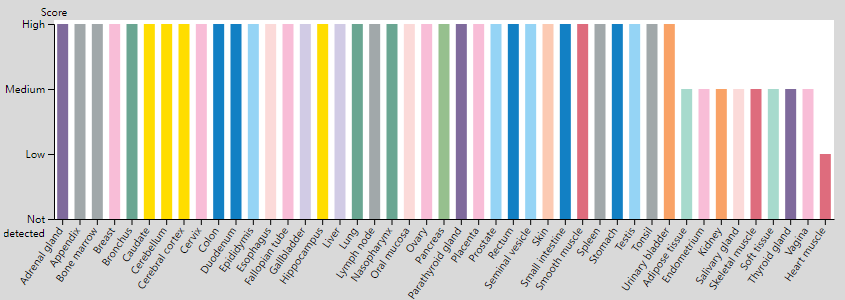 Score
High
Medium
Low
Not
detected
Adrenal gland
Appendix
Bone marrow
Breast
Bronchus
Caudate
Cerebellum
Cerebral cortex
Cervix
Colon
Duodenum
Epididymis
Esophagus
Fallopian tube
Gallbladder
Hippocampus
Liver
Lung
Lymph node
Nasopharynx
Oral mucosa
Ovary
Pancreas
Parathyroid gland
Placenta
Prostate
Rectum
Seminal vesicle
Skin
Small intestine
Smooth muscle
Spleen
Stomach
Testis
Tonsil
Urinary bladder
Adipose tissue
Endometrium
Kidney
Salivary gland
Skeletal muscle
Soft tissue
Thyroid gland
Vagina
Heart muscle